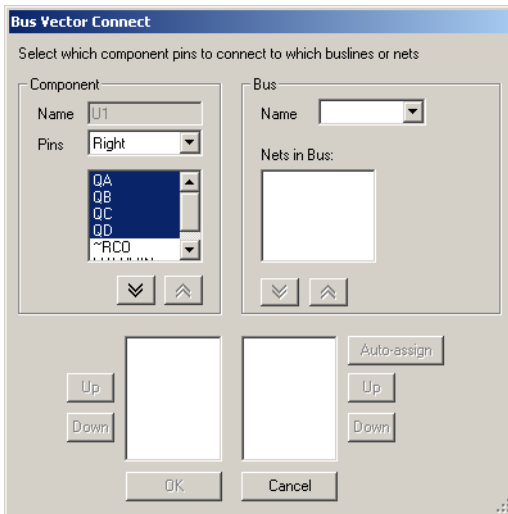 Bus Vector Connect
Select which component pins to connect to which buslines or nets
Component
Name U1
Pins Right
QA
QB
QC
QD
~RCO
Bus
Name
Nets in Bus:
Auto-assign
Up
Up
Down
Down
OK
Cancel